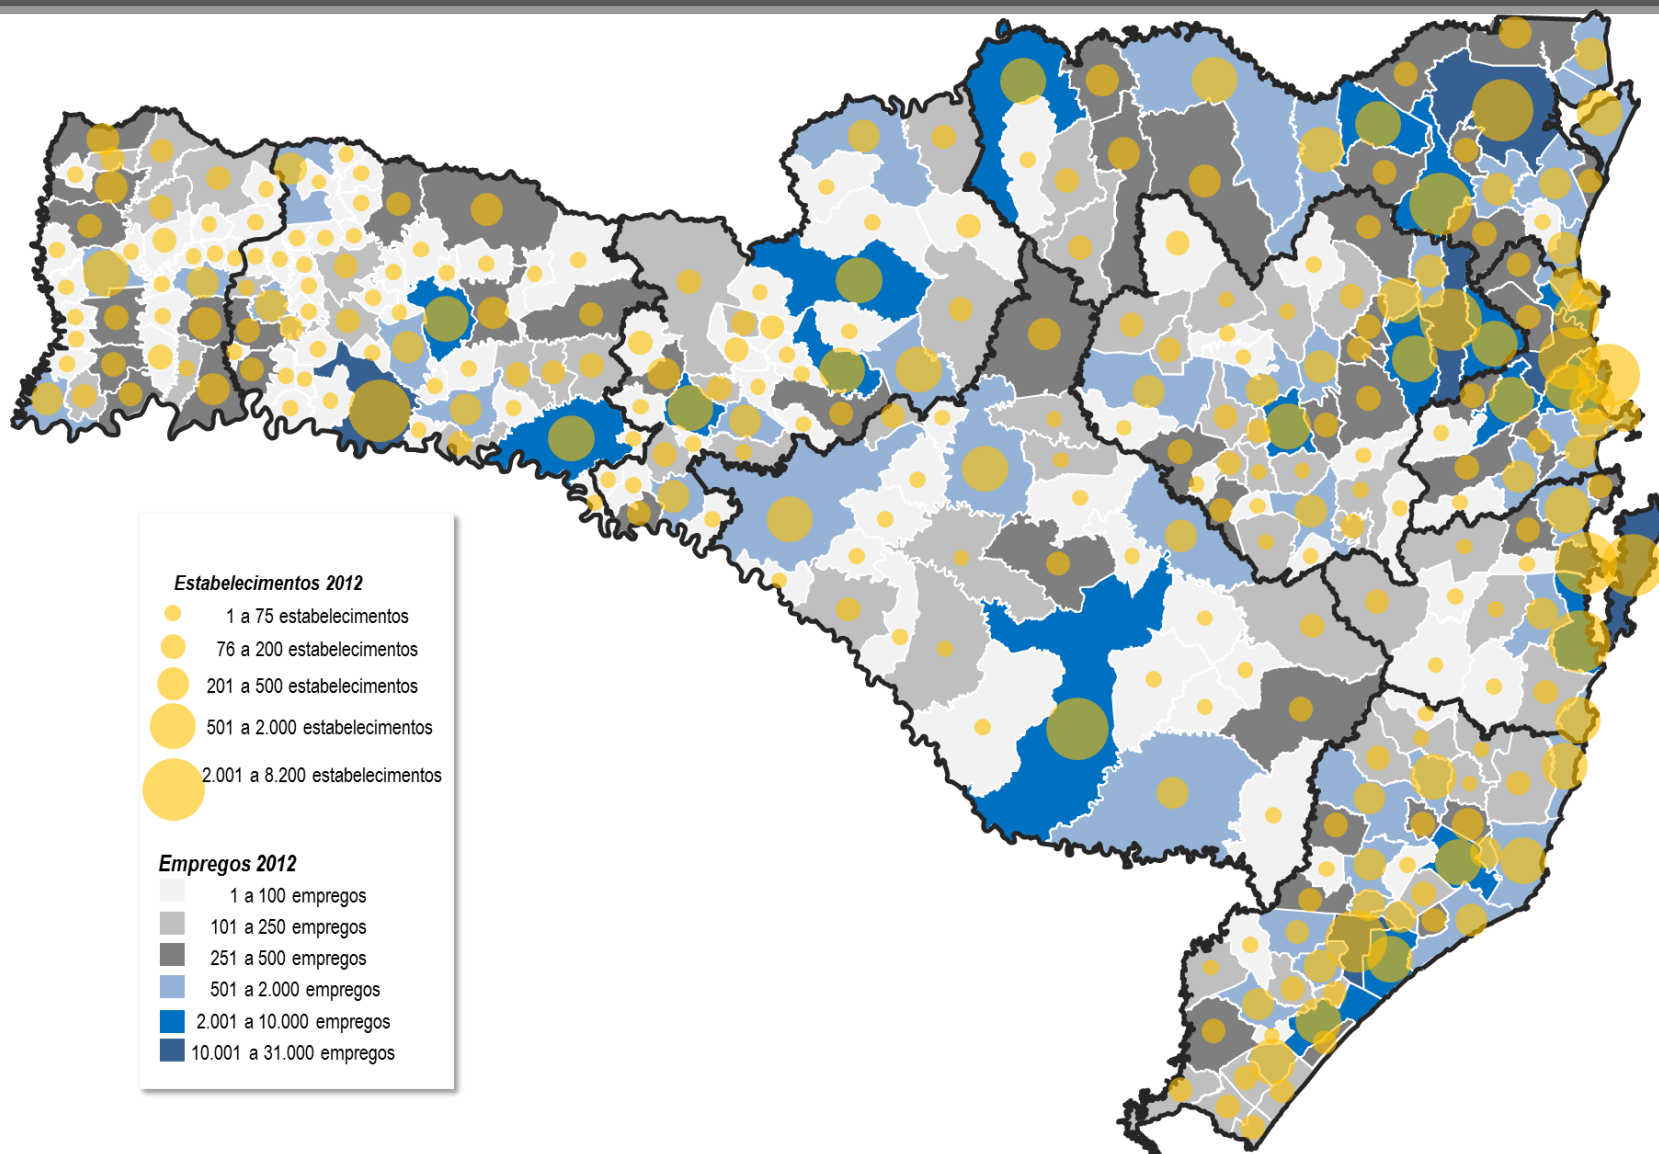 Estabelecimentos 2012
1 a 75 estabelecimentos
76 a 200 estabelecimentos
201 a 500 estabelecimentos
501 a 2.000 estabelecimentos
2.001 a 8.200 estabelecimentos
Empregos 2012
1 a 100 empregos
101 a 250 empregos
251 a 500 empregos
501 a 2.000 empregos
2.001 a 10.000 empregos
10.001 a 31.000 empregos